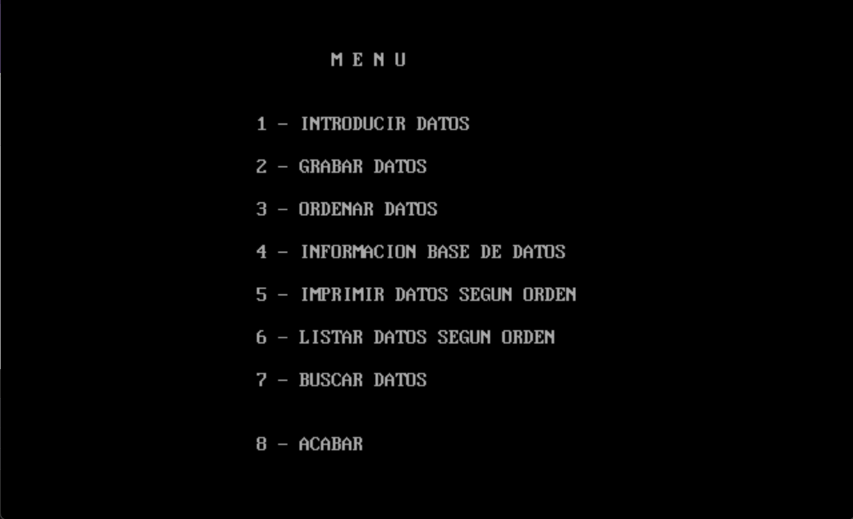 M E N U
1 - INTRODUCIR DATOS
2 - GRABAR DATOS
3 - ORDENAR DATOS
4 - INFORMACION BASE DE DATOS
5 - IMPRIMIR DATOS SEGUN ORDEN
6 - LISTAR DATOS SEGUN ORDEN
7 - BUSCAR DATOS
8 - ACABAR